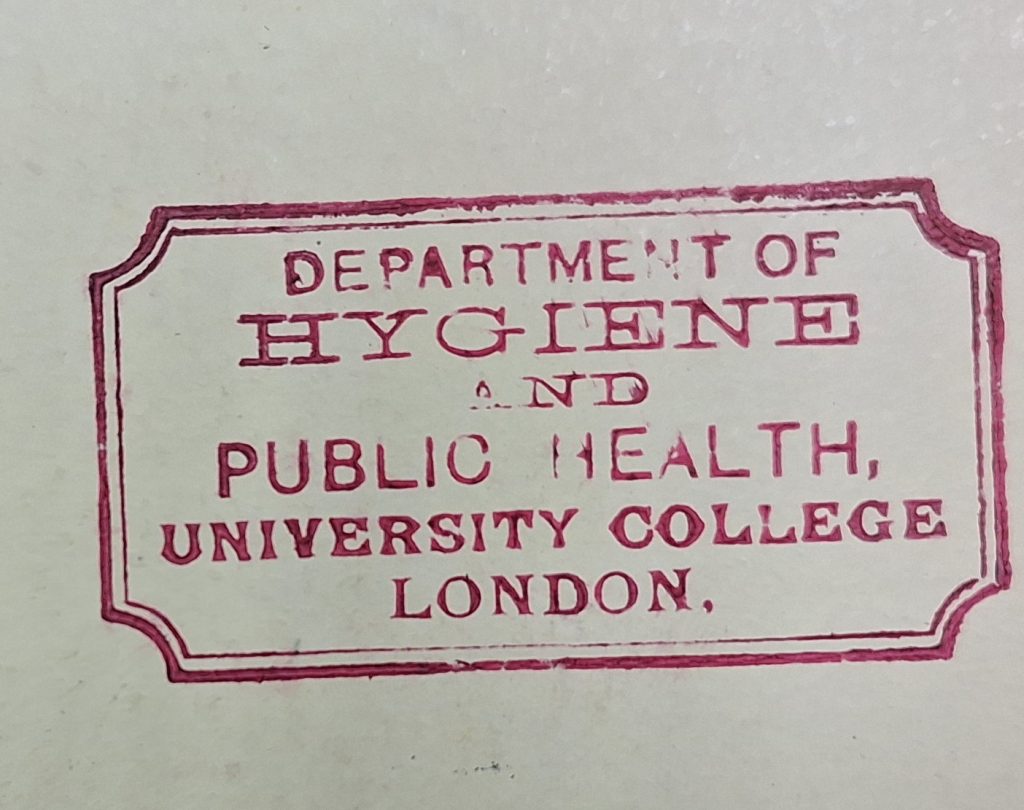 DEPARTMENT OF
HYGIENE
AND
PUBLIC HEALTH,
UNIVERSITY COLLEGE
LONDON.